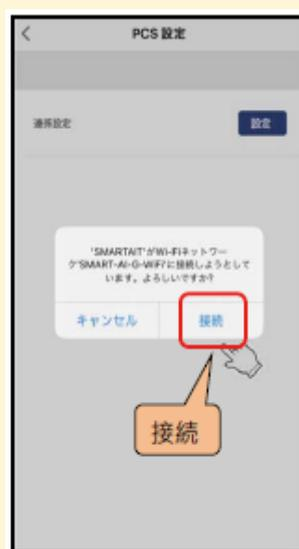 PCS 設定
連系設定
設定
'SMARTAIT'がWi-Fiネットワー
ク'SMART-AI-G-WiFi'に接続しようとして
います。よろしいですか?
キャンセル
接続
接続